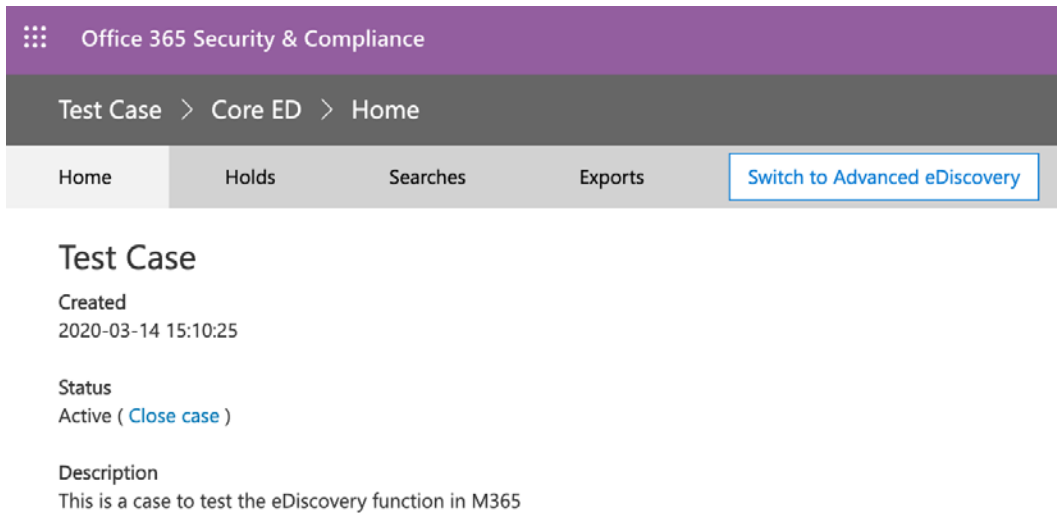 Office 365 Security & Compliance
Test Case > Core ED > Home
Home Holds Searches Exports Switch to Advanced eDiscovery
Test Case
Created
2020-03-14 15:10:25
Status
Active ( Close case )
Description
This is a case to test the eDiscovery function in M365